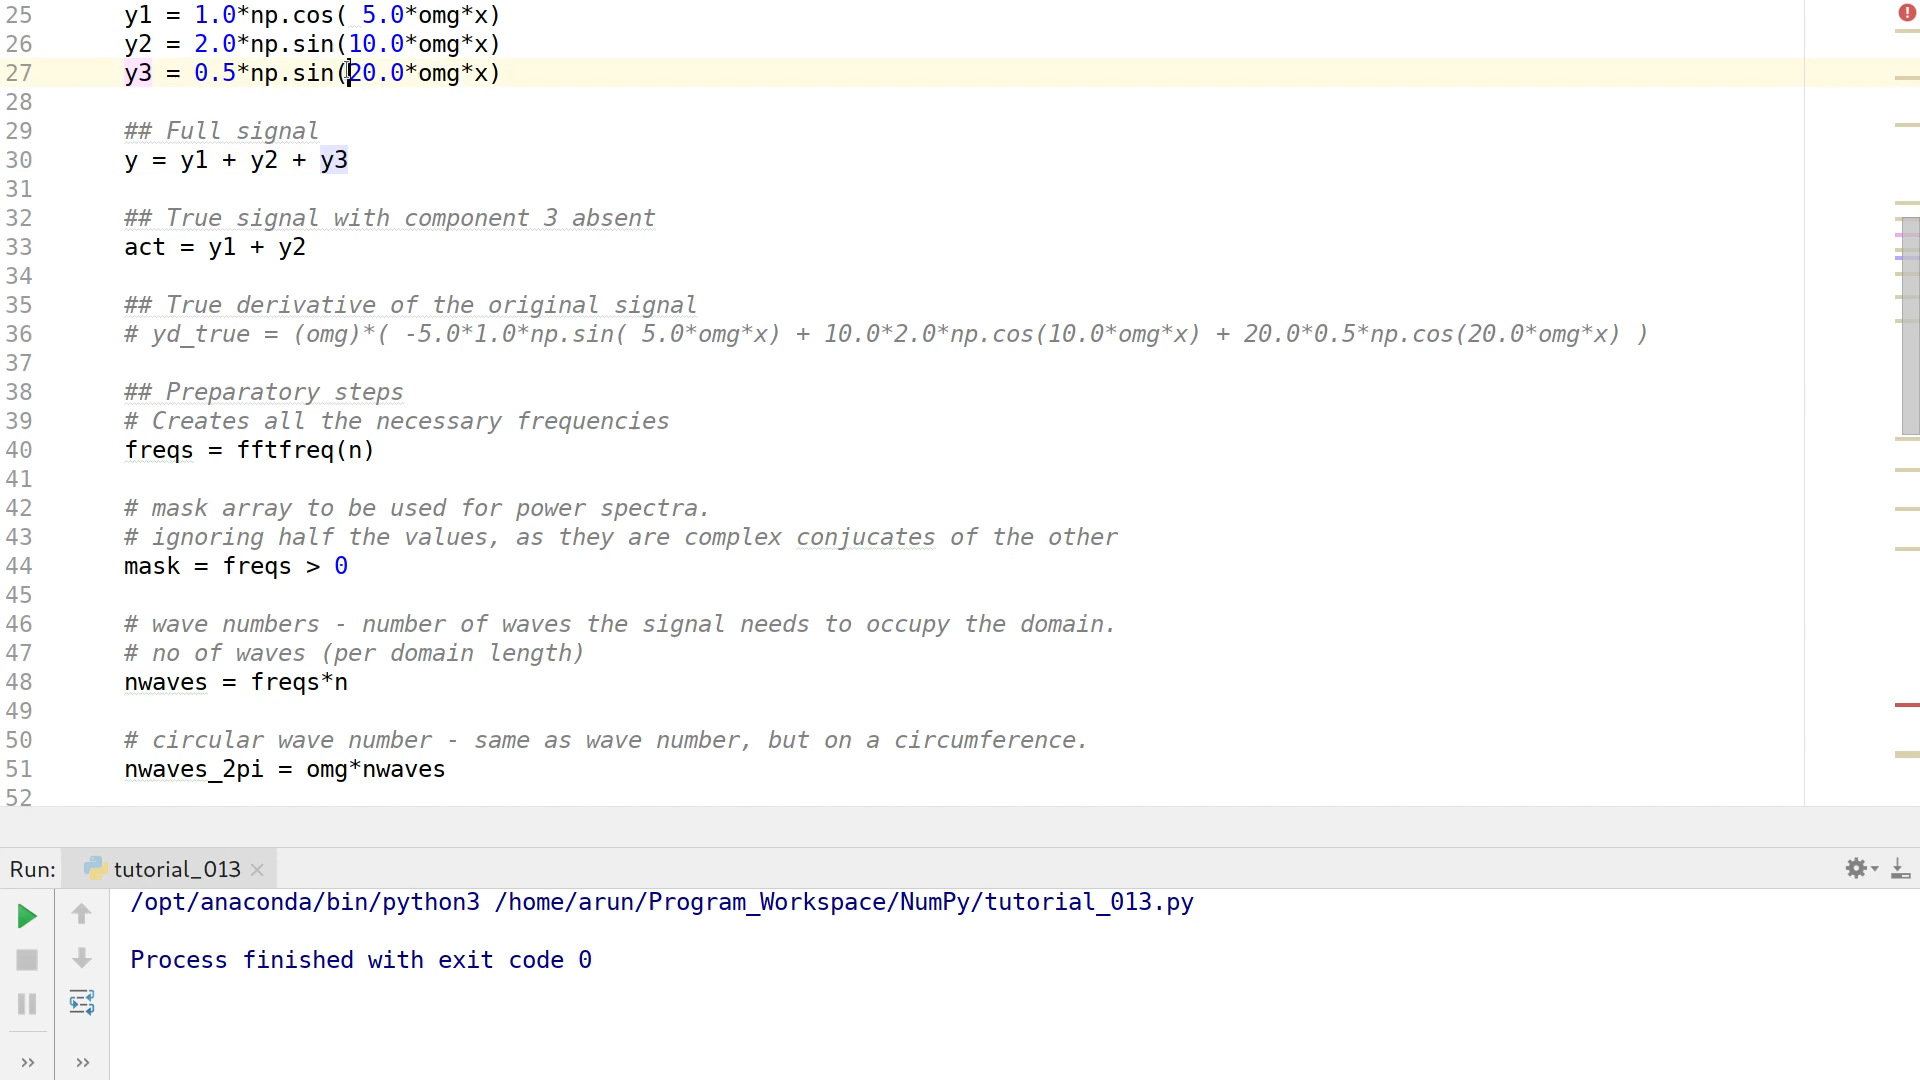 25 y1 = 1.0*np.cos( 5.0*omg*x)
26 y2 = 2.0*np.sin(10.0*omg*x)
27 y3 = 0.5*np.sin(20.0*omg*x)
28
29 ## Full signal
30 y = y1 + y2 + y3
31
32 ## True signal with component 3 absent
33 act = y1 + y2
34
35 ## True derivative of the original signal
36 # yd_true = (omg)*( -5.0*1.0*np.sin( 5.0*omg*x) + 10.0*2.0*np.cos(10.0*omg*x) + 20.0*0.5*np.cos(20.0*omg*x) )
37
38 ## Preparatory steps
39 # Creates all the necessary frequencies
40 freqs = fftfreq(n)
41
42 # mask array to be used for power spectra.
43 # ignoring half the values, as they are complex conjucates of the other
44 mask = freqs > 0
45
46 # wave numbers - number of waves the signal needs to occupy the domain.
47 # no of waves (per domain length)
48 nwaves = freqs*n
49
50 # circular wave number - same as wave number, but on a circumference.
51 nwaves_2pi = omg*nwaves
52
Run: tutorial_013
/opt/anaconda/bin/python3 /home/arun/Program_Workspace/NumPy/tutorial_013.py
Process finished with exit code 0